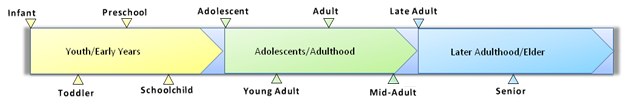 Infant
Preschool
Adolescent
Adult
Late Adult
Youth/Early Years
Adolescents/Adulthood
Later Adulthood/Elder
Toddler
Schoolchild
Young Adult
Mid-Adult
Senior